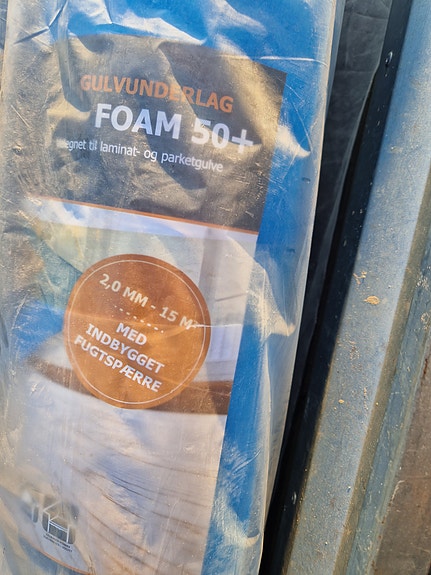 GULVUNDERLAG
FOAM 50+
egnet til laminat- og parketgulve
2,0 MM - 15 M²
MED
INDBYGGET
FUGTSPÆRRE